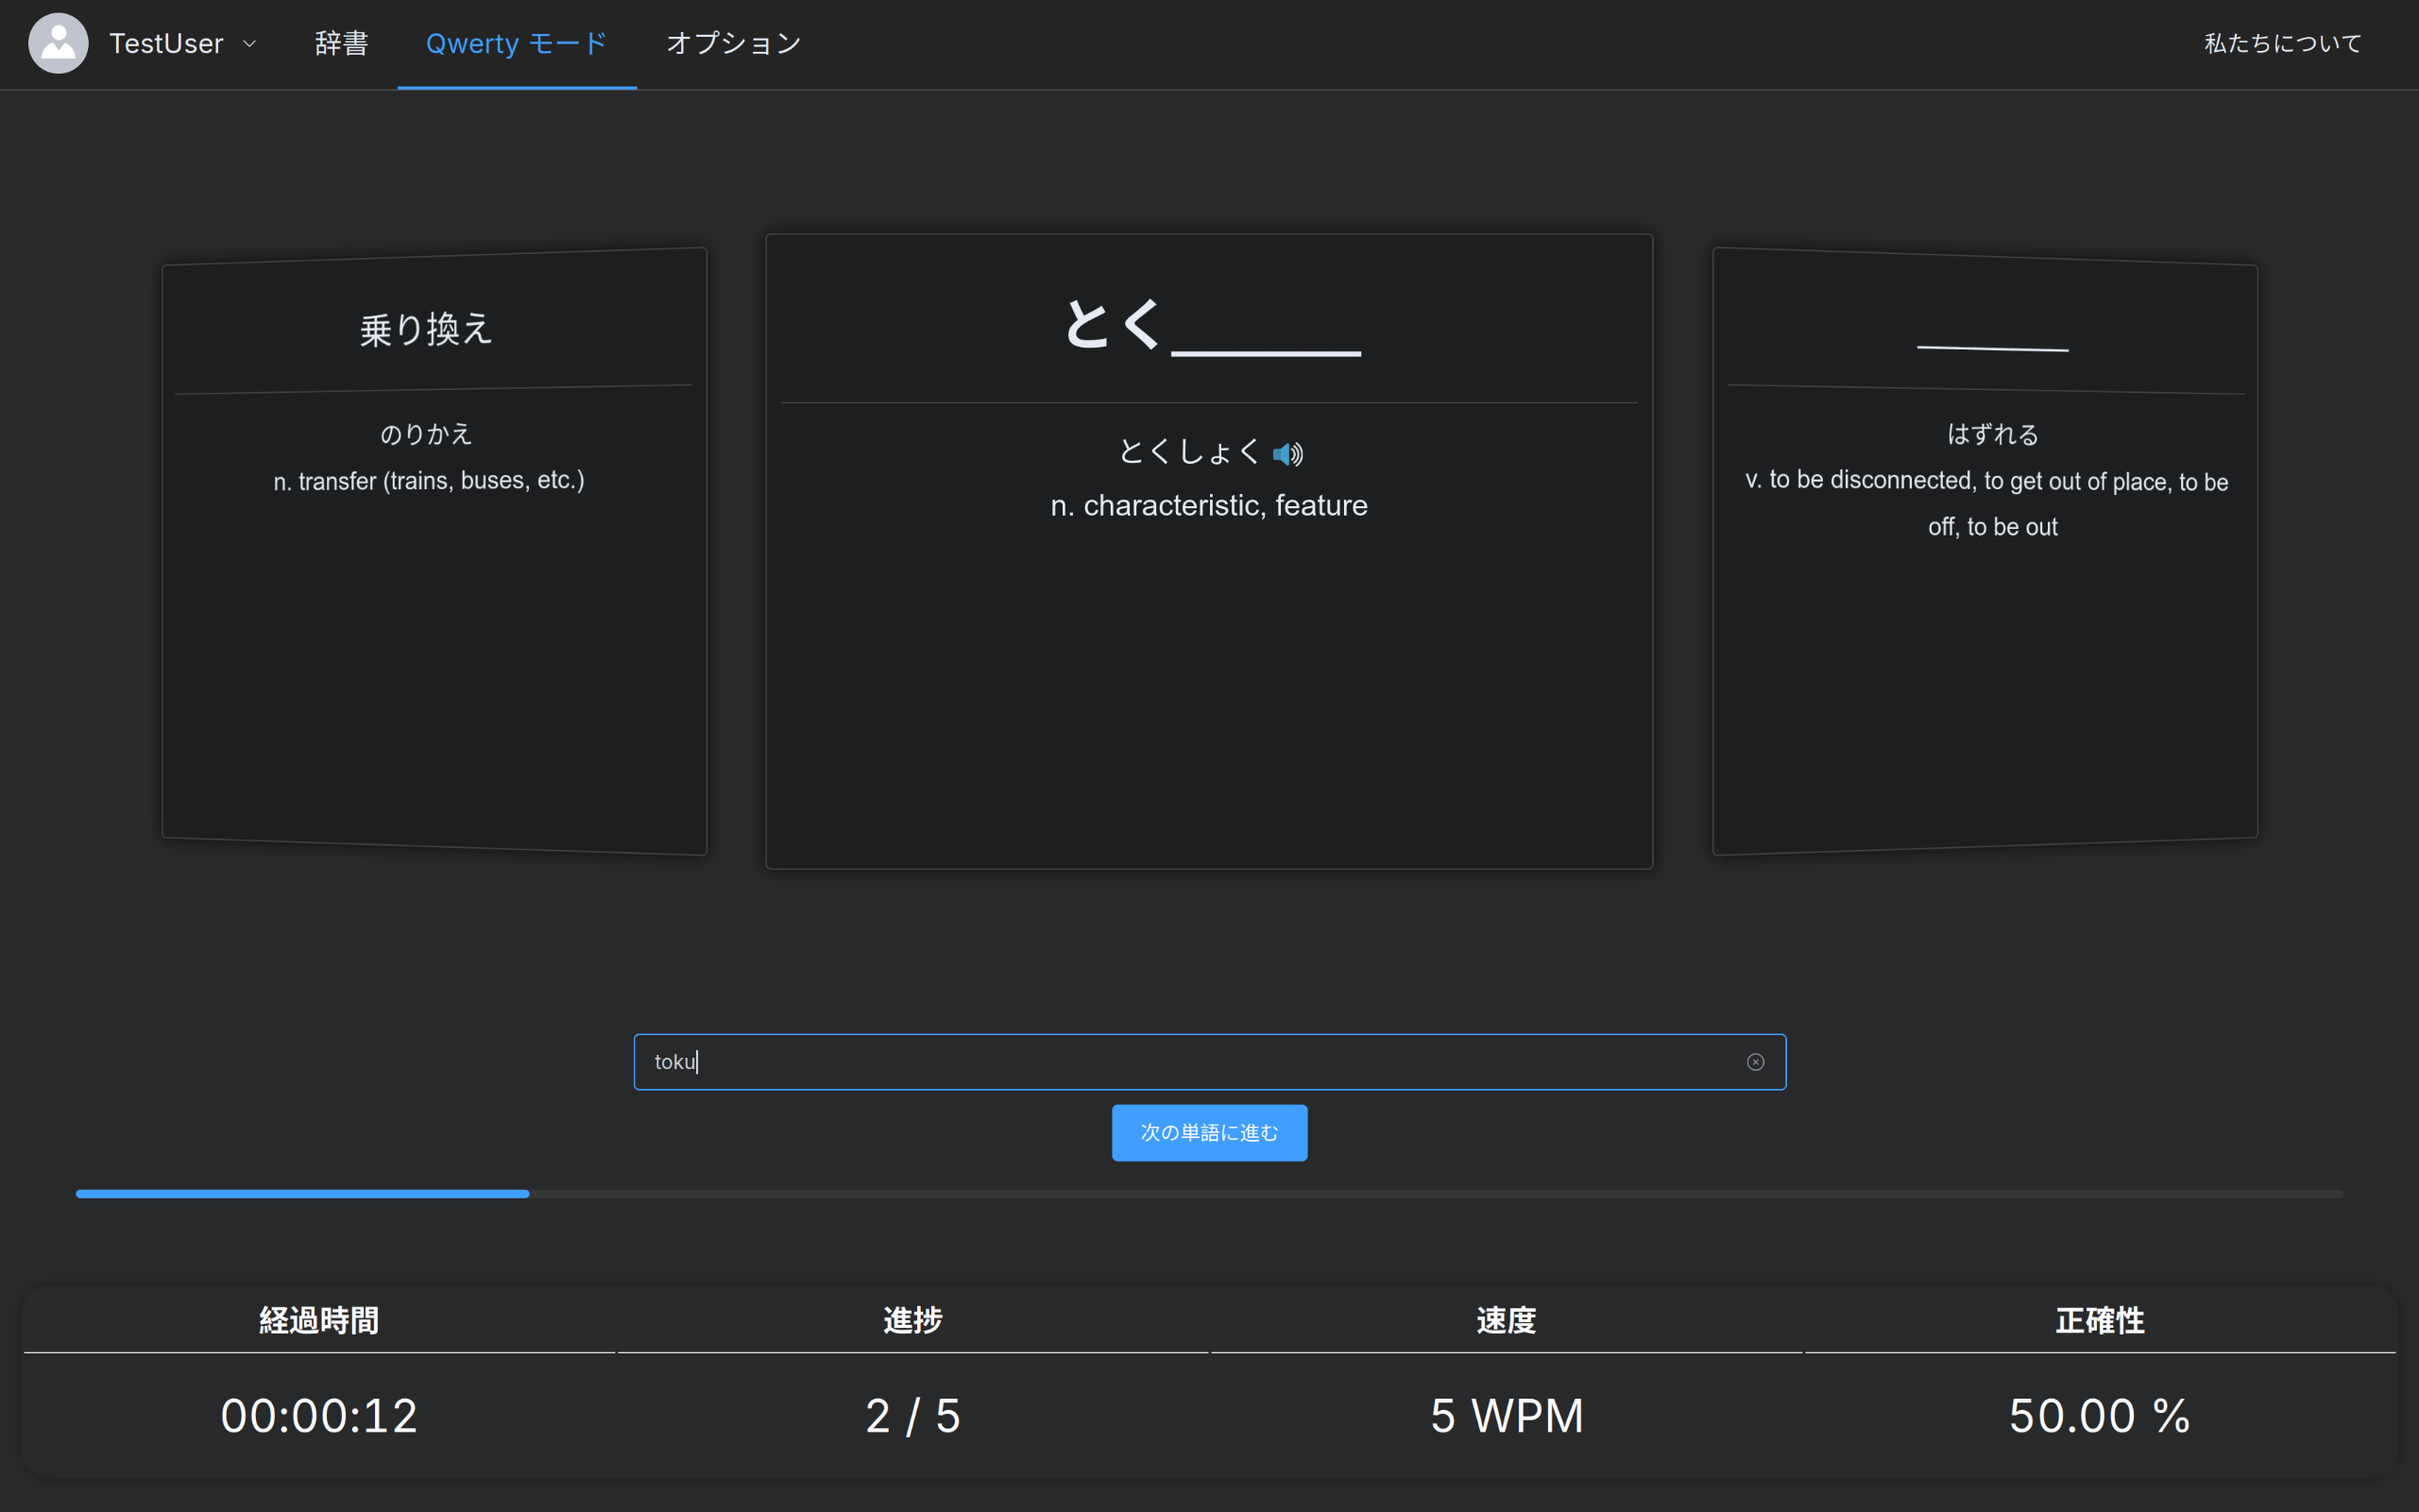 TestUser 辞書 Qwerty モード オプション 私たちについて
乗り換え
のりかえ
n. transfer (trains, buses, etc.)
とく______
とくしょく
n. characteristic, feature
はずれる
v. to be disconnected, to get out of place, to be
off, to be out
toku
次の単語に進む
経過時間 進捗 速度 正確性
00:00:12 2 / 5 5 WPM 50.00 %